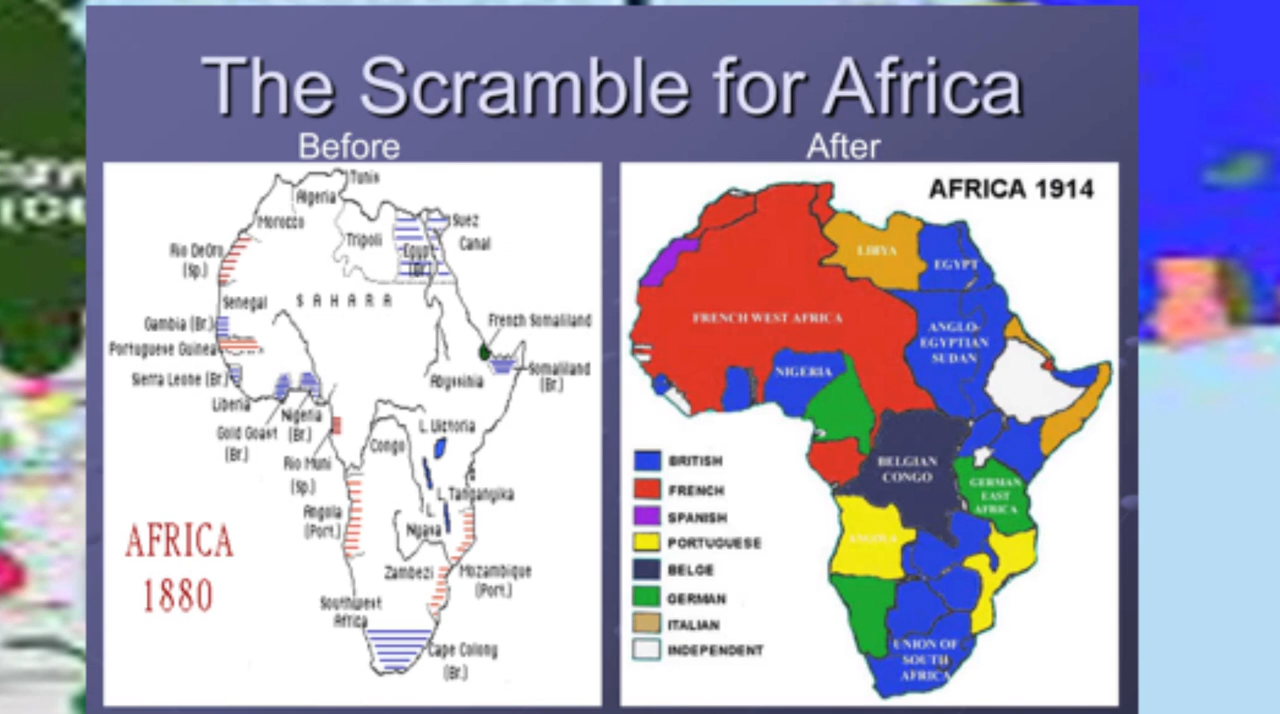 The Scramble for Africa
Before
After
Tunis
Algeria
Morocco
Rio DeOro
(Sp.)
Tripoli
Egypt
(Br.)
Suez
Canal
SAHARA
Senegal
Gambia (Br.)
Portuguese Guinea
Sierra Leone (Br.)
Liberia
Gold Goast
(Br.)
Nigeria
(Br.)
Rio Muni
(Sp.)
French Somaliland
Somaliland
(Br.)
Abyssinia
L. Victoria
Congo
L. Tanganyika
Angola
(Port.)
L.
Nyasa
Zambezi
Mozambique
(Port.)
Southwest
Africa
Cape Colony
(Br.)
AFRICA
1880
AFRICA 1914
LIBYA
EGYPT
FRENCH WEST AFRICA
ANGLO-
EGYPTIAN
SUDAN
NIGERIA
BELGIAN
CONGO
GERMAN
EAST
AFRICA
ANGOLA
UNION OF
SOUTH
AFRICA
BRITISH
FRENCH
SPANISH
PORTUGUESE
BELGE
GERMAN
ITALIAN
INDEPENDENT